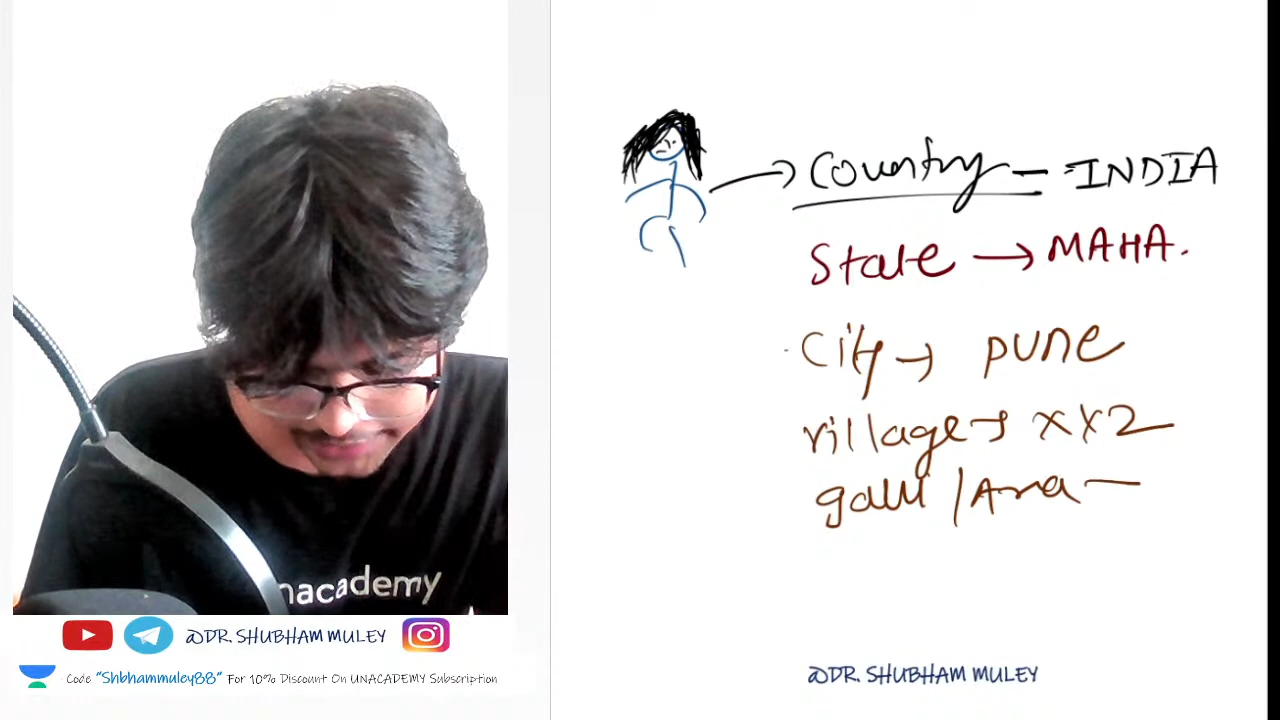 Country - INDIA
State → MAHA.
City → pune
village → xyz
galli / Area -
nacademy
@DR. SHUBHAM MULEY
Code "Shbhammuley88" For 10% Discount On UNACADEMY Subscription
@DR. SHUBHAM MULEY